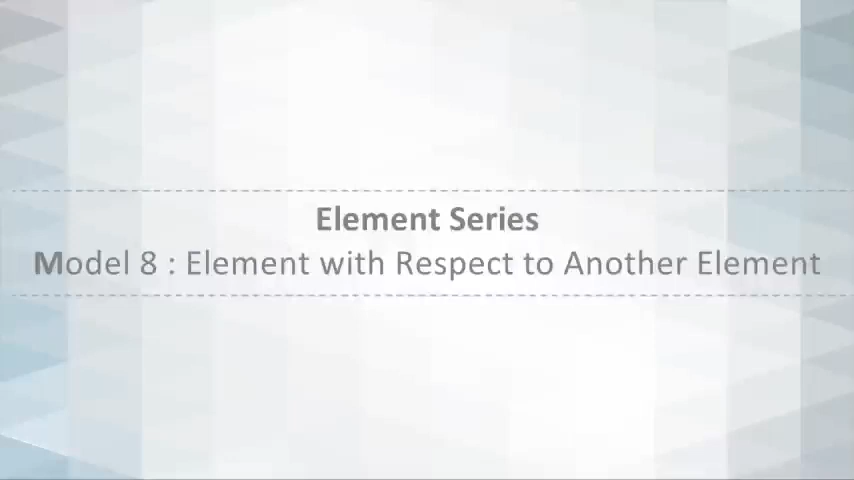 Element Series
Model 8 : Element with Respect to Another Element